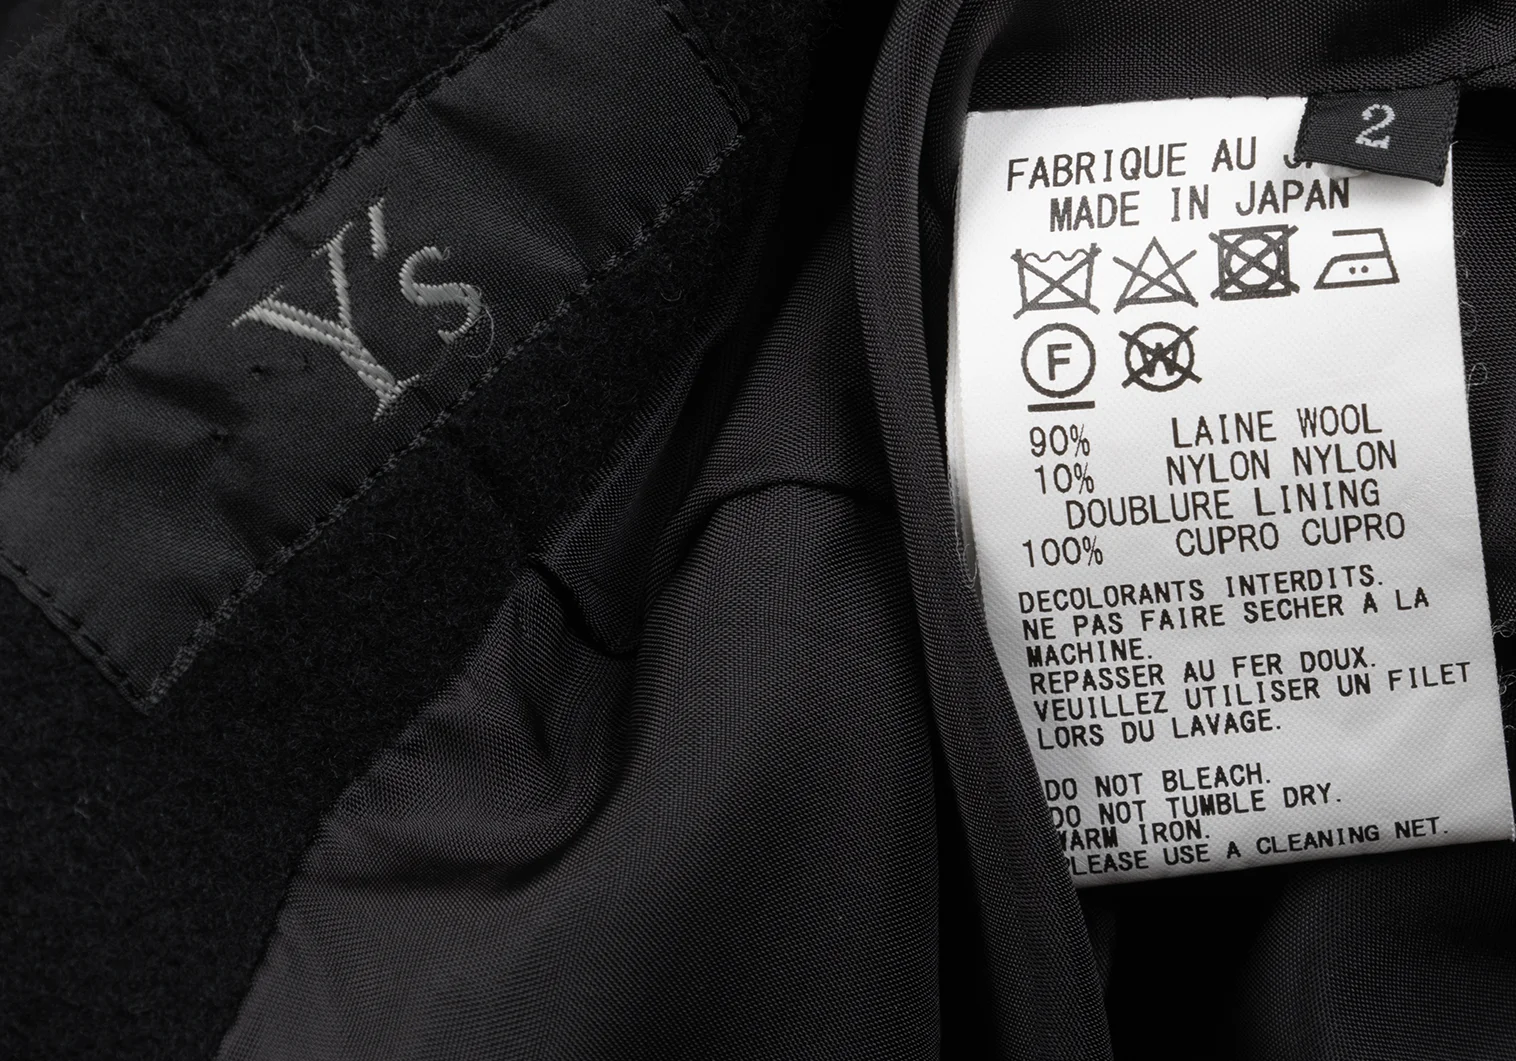 Y's
2
FABRIQUE AU
MADE IN JAPAN
F W
90% LAINE WOOL
10% NYLON NYLON
DOUBLURE LINING
100% CUPRO CUPRO
DECOLORANTS INTERDITS.
NE PAS FAIRE SECHER A LA
MACHINE.
REPASSER AU FER DOUX.
VEUILLEZ UTILISER UN FILET
LORS DU LAVAGE.
DO NOT BLEACH.
DO NOT TUMBLE DRY.
WARM IRON.
PLEASE USE A CLEANING NET.